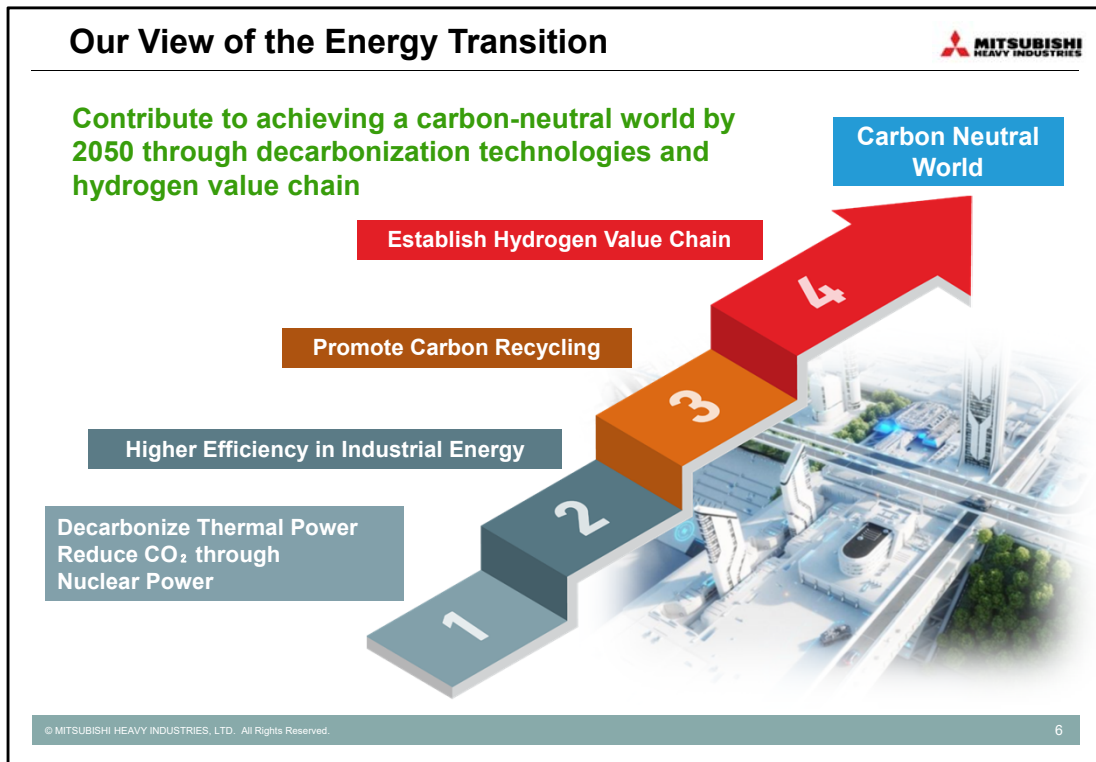 Our View of the Energy Transition
MITSUBISHI
HEAVY INDUSTRIES
Contribute to achieving a carbon-neutral world by
2050 through decarbonization technologies and
hydrogen value chain
Carbon Neutral
World
Establish Hydrogen Value Chain
4
Promote Carbon Recycling
3
Higher Efficiency in Industrial Energy
2
Decarbonize Thermal Power
Reduce CO₂ through
Nuclear Power
1
© MITSUBISHI HEAVY INDUSTRIES, LTD. All Rights Reserved.
6